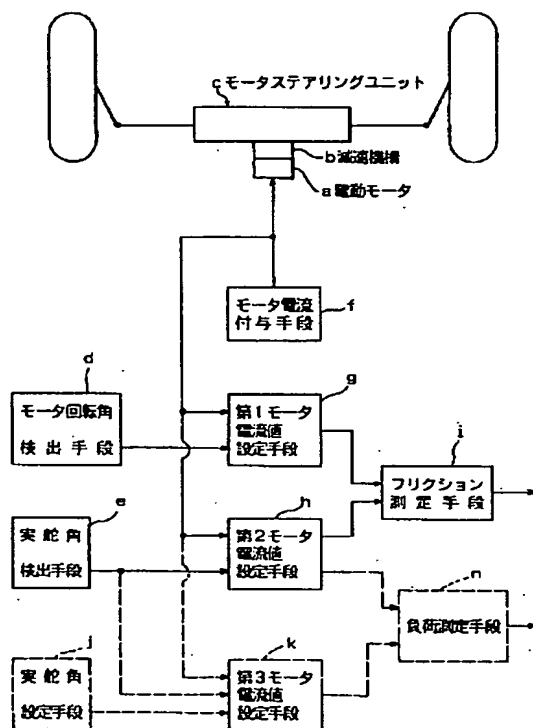 cモータステアリングユニット
b減速機構
a電動モータ
モータ電流
付与手段
f
d
モータ回転角
検出手段
g
第1モータ
電流値
設定手段
i
フリクション
測定手段
e
実舵角
検出手段
h
第2モータ
電流値
設定手段
n
負荷測定手段
j
実舵角
設定手段
k
第3モータ
電流値
設定手段